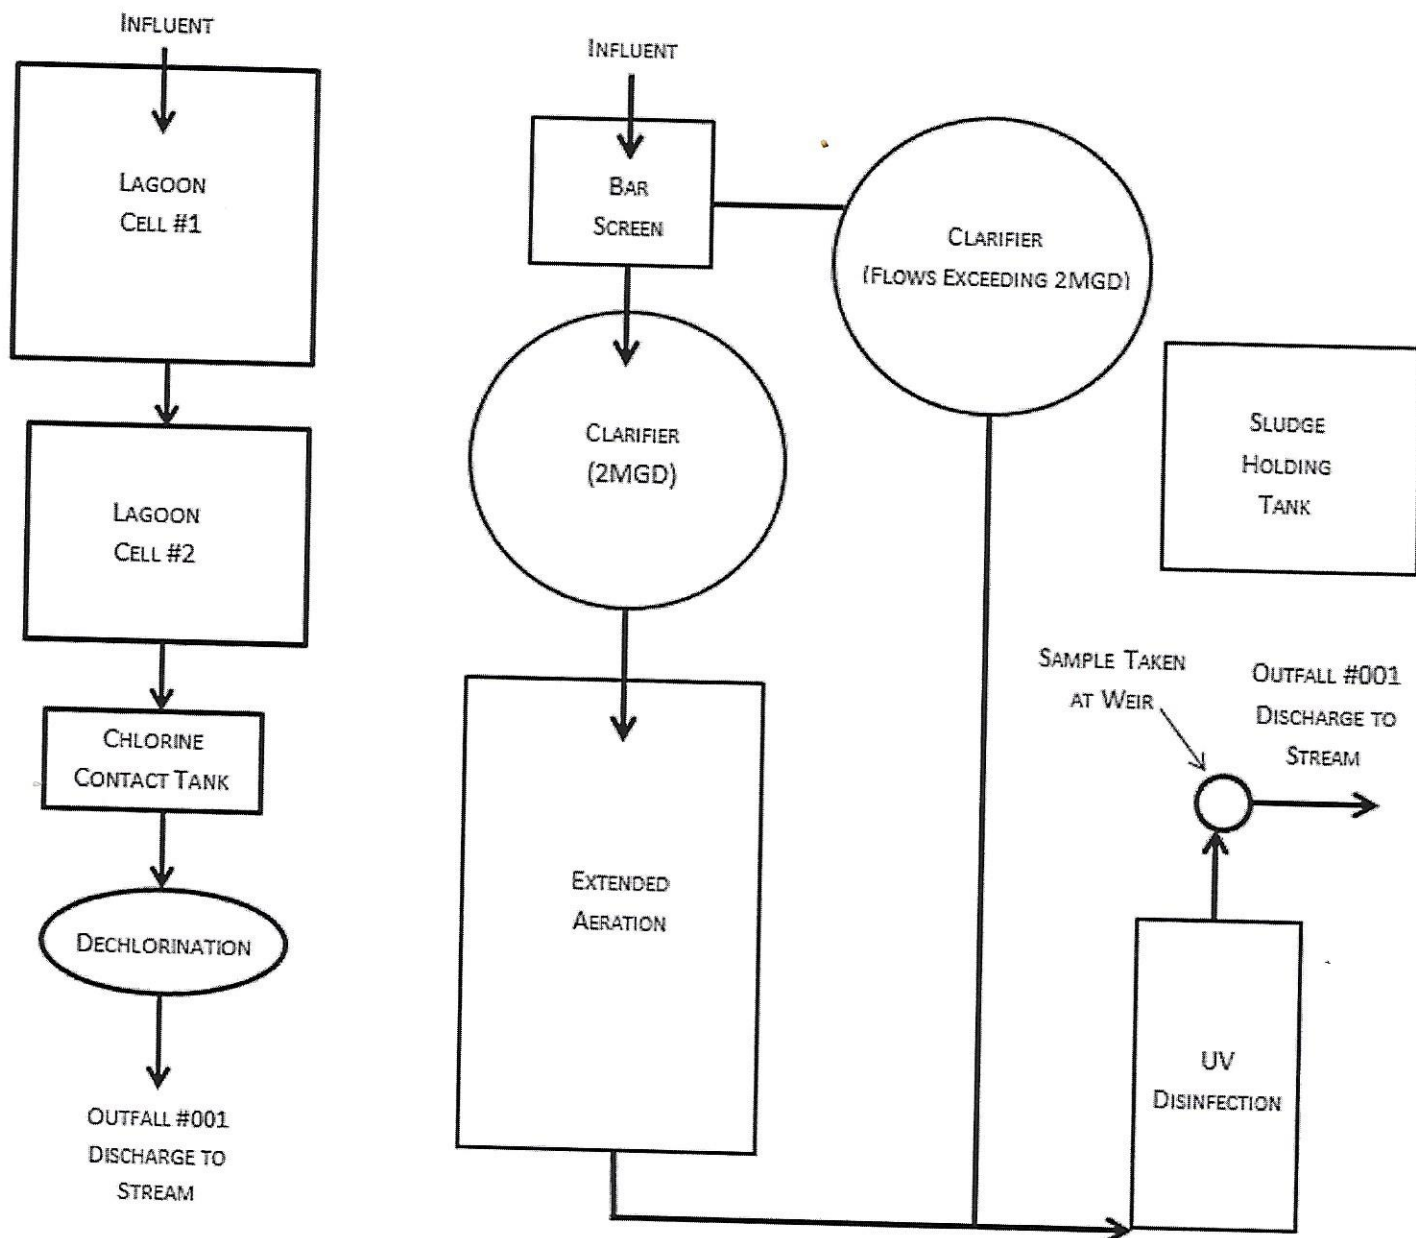 INFLUENT
LAGOON
CELL #1
LAGOON
CELL #2
CHLORINE
CONTACT TANK
DECHLORINATION
OUTFALL #001
DISCHARGE TO
STREAM
INFLUENT
BAR
SCREEN
CLARIFIER
(FLOWS EXCEEDING 2MGD)
CLARIFIER
(2MGD)
EXTENDED
AERATION
SLUDGE
HOLDING
TANK
SAMPLE TAKEN
AT WEIR
OUTFALL #001
DISCHARGE TO
STREAM
UV
DISINFECTION